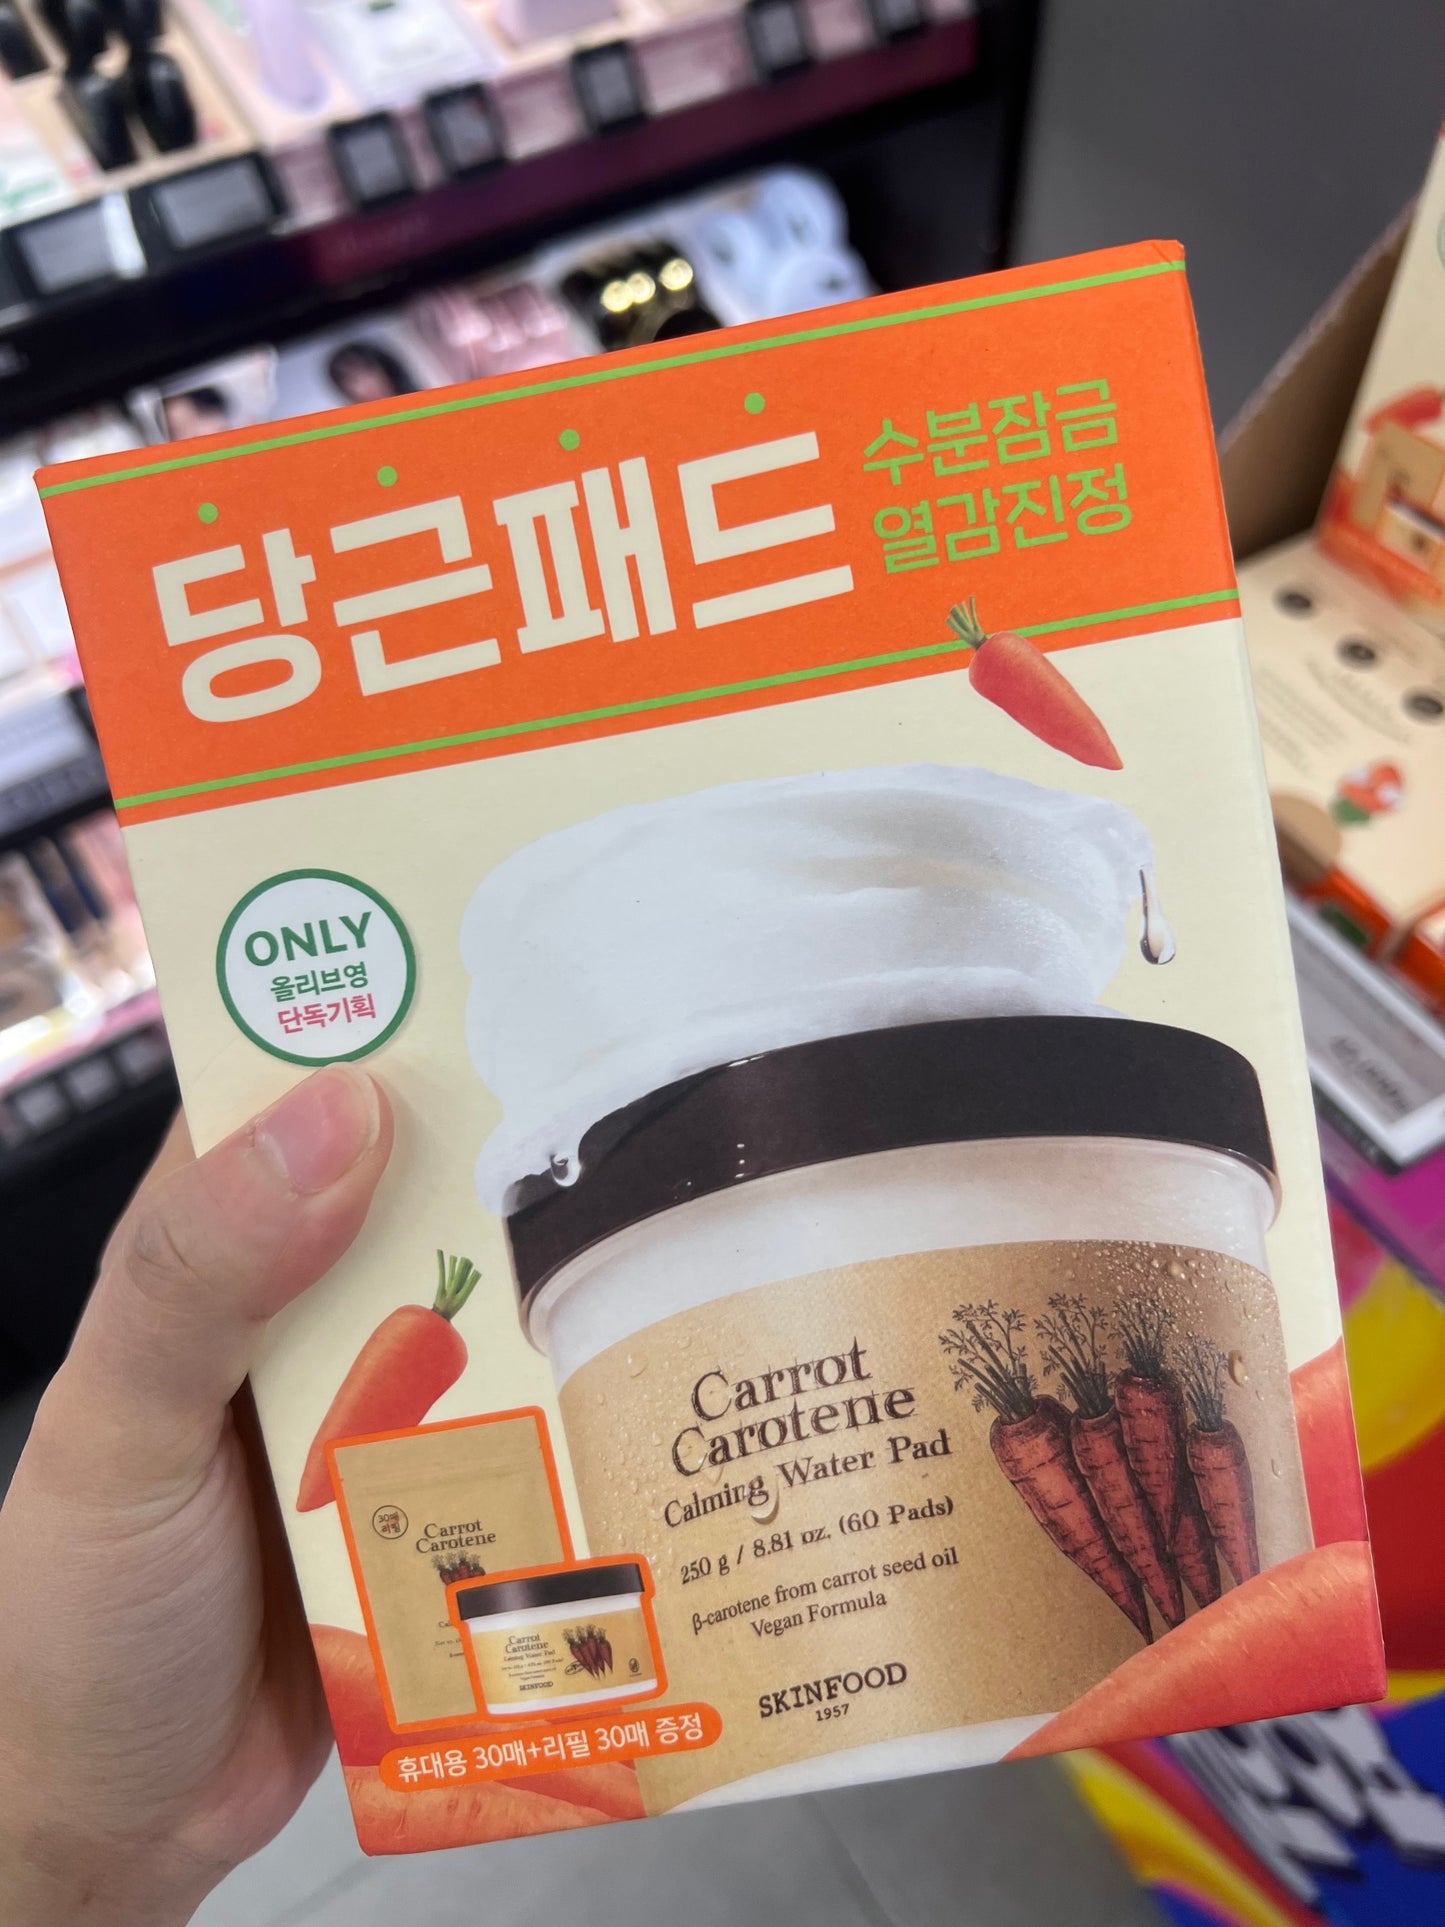 당근패드
수분잠금
열감진정
ONLY
올리브영
단독기획
Carrot
Carotene
Calming Water Pad
250 g / 8.81 oz. (60 Pads)
β-carotene from carrot seed oil
Vegan Formula
SKINFOOD
1957
30매
리필
Carrot
Carotene
Carrot
Carotene
Calming Water Pad
SKINFOOD
휴대용 30매+리필 30매 증정